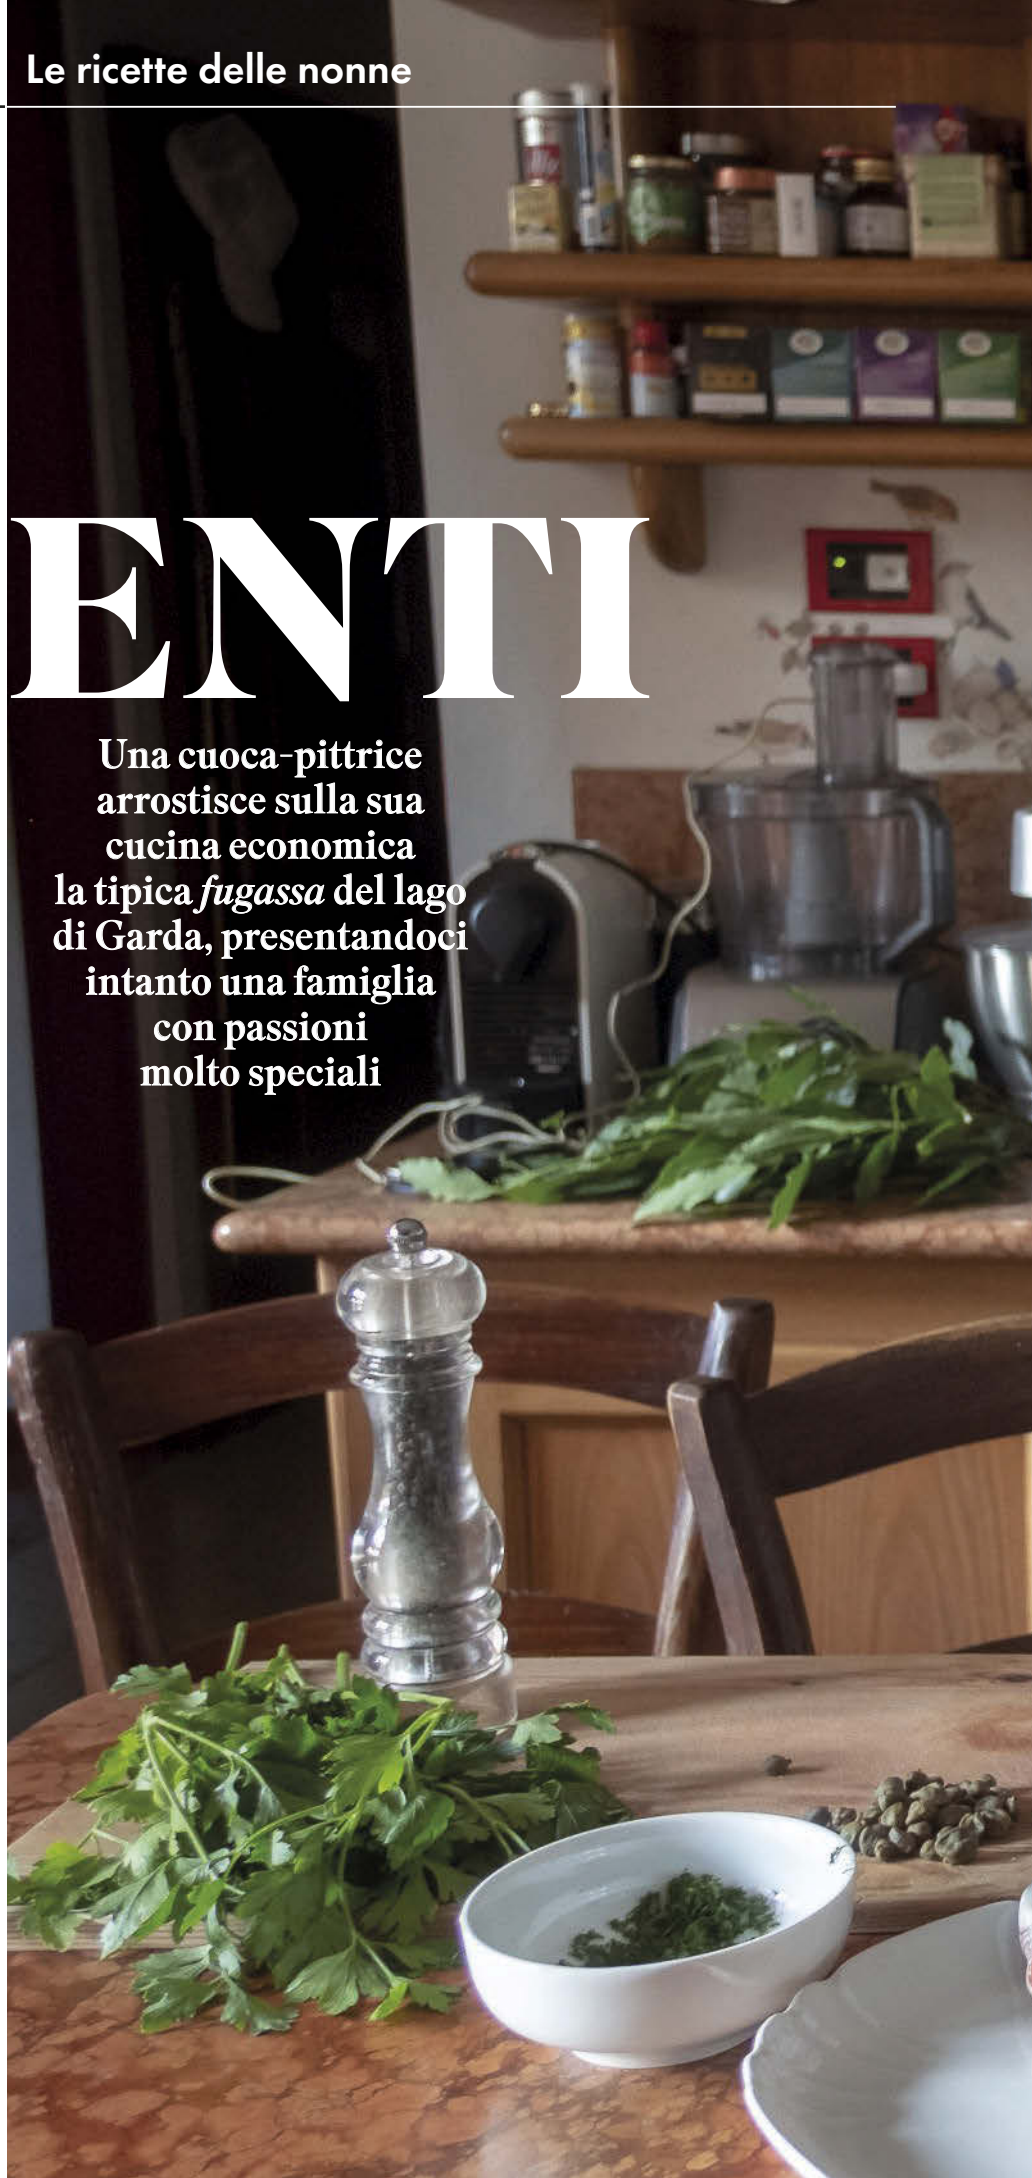 Le ricette delle nonne
ENTI
Una cuoca-pittrice
arrostisce sulla sua
cucina economica
la tipica fugassa del lago
di Garda, presentandoci
intanto una famiglia
con passioni
molto speciali